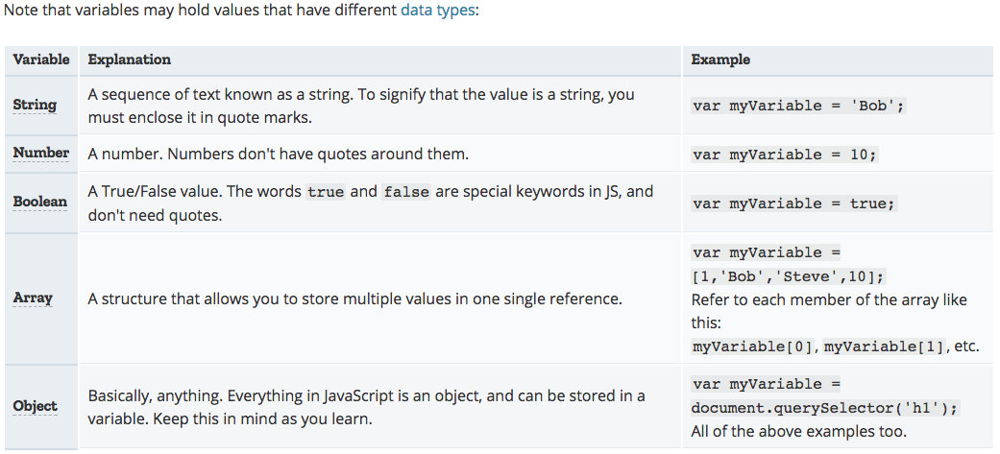 Note that variables may hold values that have different data types:
Variable Explanation Example
String
A sequence of text known as a string. To signify that the value is a string, you
must enclose it in quote marks.
var myVariable = 'Bob';
Number
A number. Numbers don't have quotes around them.
var myVariable = 10;
Boolean
A True/False value. The words true and false are special keywords in JS, and
don't need quotes.
var myVariable = true;
Array
A structure that allows you to store multiple values in one single reference.
var myVariable =
[1,'Bob','Steve',10];
Refer to each member of the array like
this:
myVariable[0], myVariable[1], etc.
Object
Basically, anything. Everything in JavaScript is an object, and can be stored in a
variable. Keep this in mind as you learn.
var myVariable =
document.querySelector('h1');
All of the above examples too.